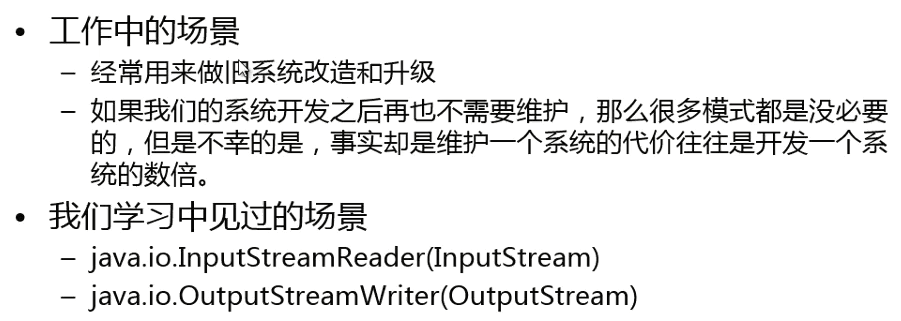 • 工作中的场景
– 经常用来做旧系统改造和升级
– 如果我们的系统开发之后再也不需要维护，那么很多模式都是没必要
的，但是不幸的是，事实却是维护一个系统的代价往往是开发一个系
统的数倍。
• 我们学习中见过的场景
– java.io.InputStreamReader(InputStream)
– java.io.OutputStreamWriter(OutputStream)